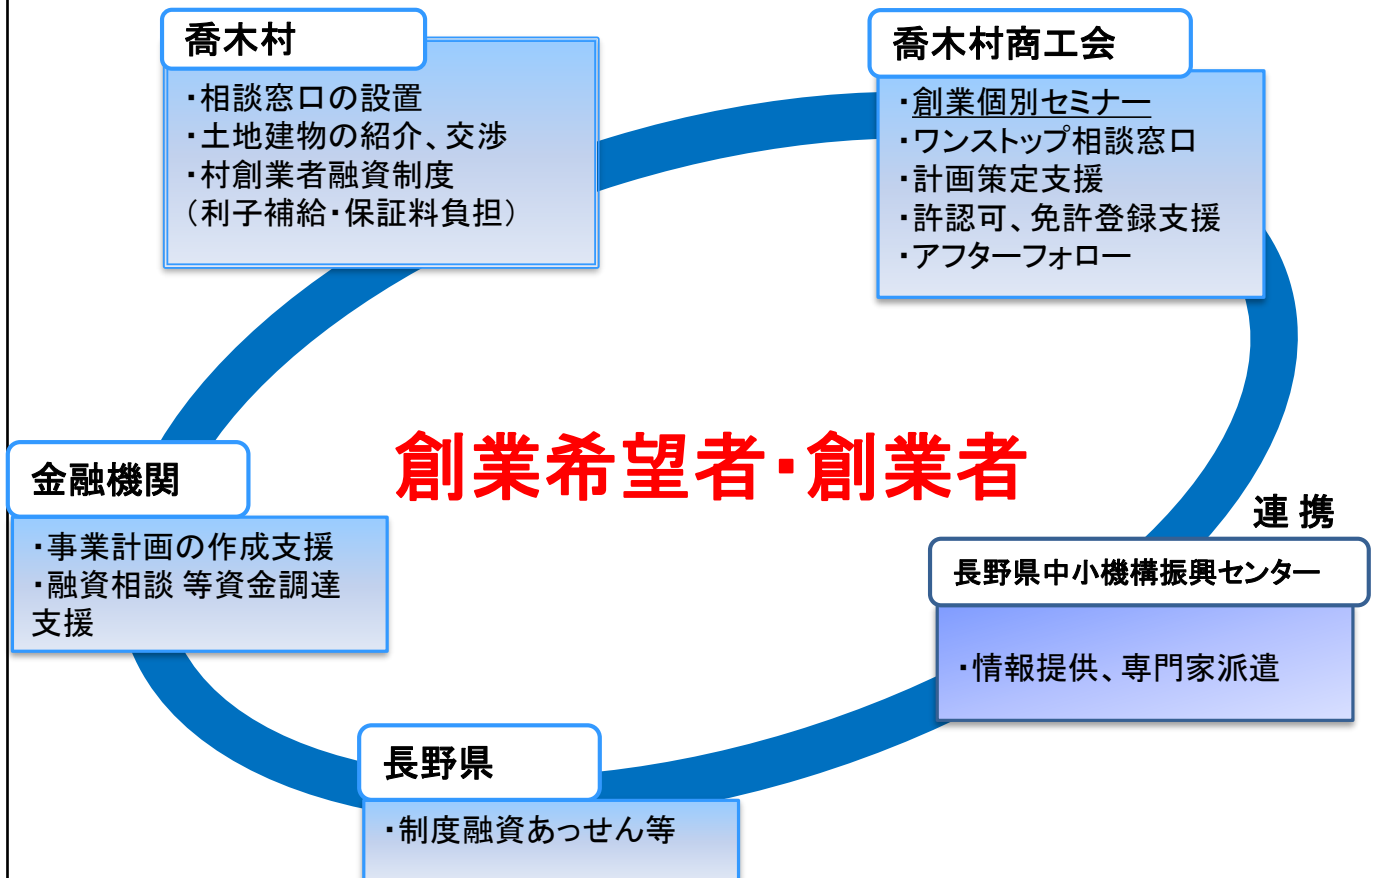 喬木村
・相談窓口の設置
・土地建物の紹介、交渉
・村創業者融資制度
（利子補給・保証料負担）
喬木村商工会
・創業個別セミナー
・ワンストップ相談窓口
・計画策定支援
・許認可、免許登録支援
・アフターフォロー
創業希望者・創業者
金融機関
・事業計画の作成支援
・融資相談 等資金調達
支援
連 携
長野県中小機構振興センター
・情報提供、専門家派遣
長野県
・制度融資あっせん等